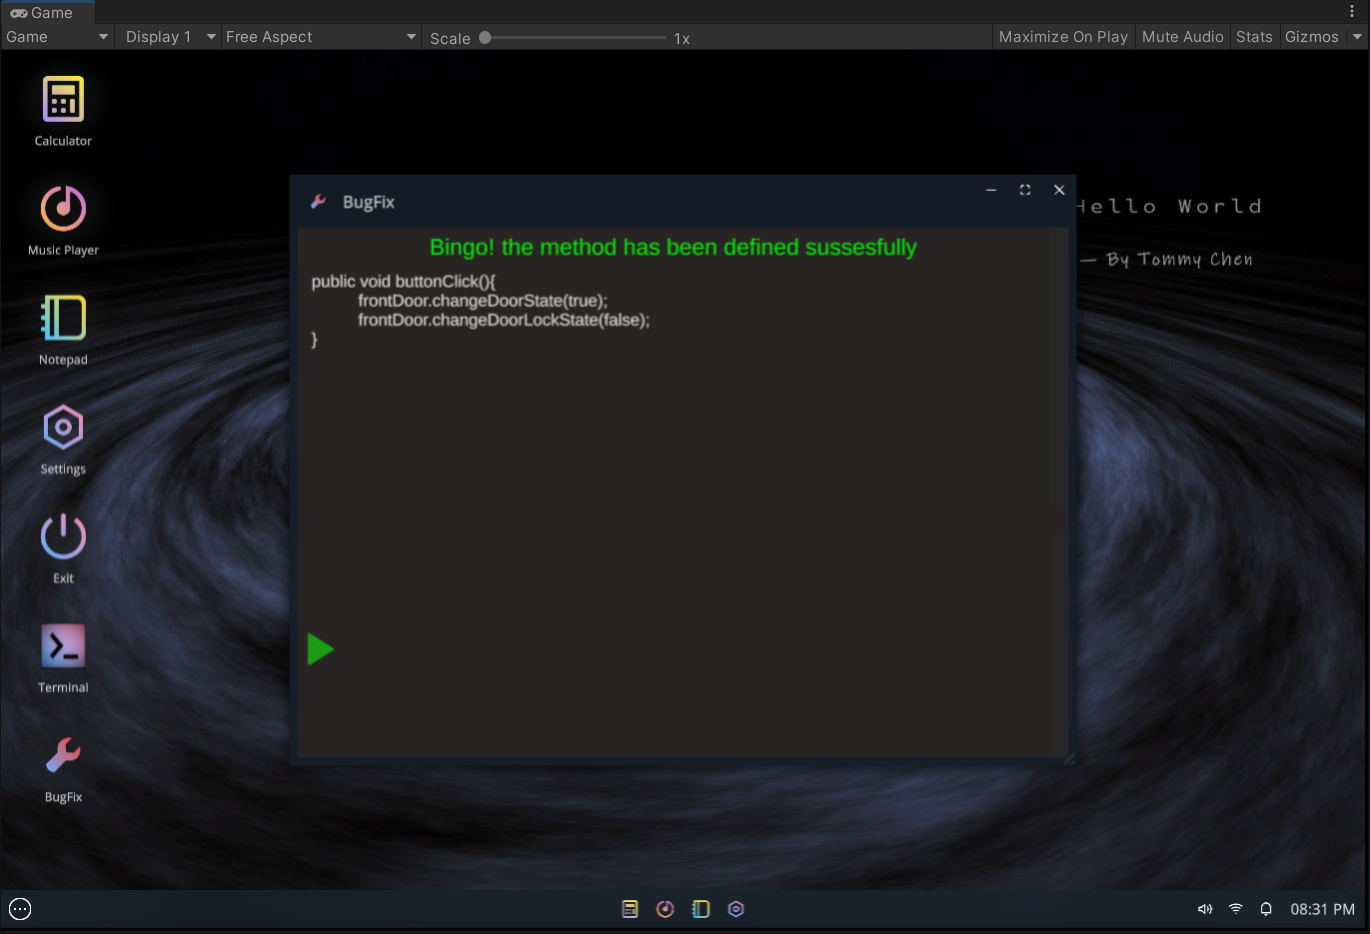 Game
Game Display 1 Free Aspect Scale 1x Maximize On Play Mute Audio Stats Gizmos
Calculator
Music Player
Notepad
Settings
Exit
Terminal
BugFix
BugFix
Bingo! the method has been defined sussesfully
public void buttonClick(){
frontDoor.changeDoorState(true);
frontDoor.changeDoorLockState(false);
}
Hello World
— By Tommy Chen
08:31 PM